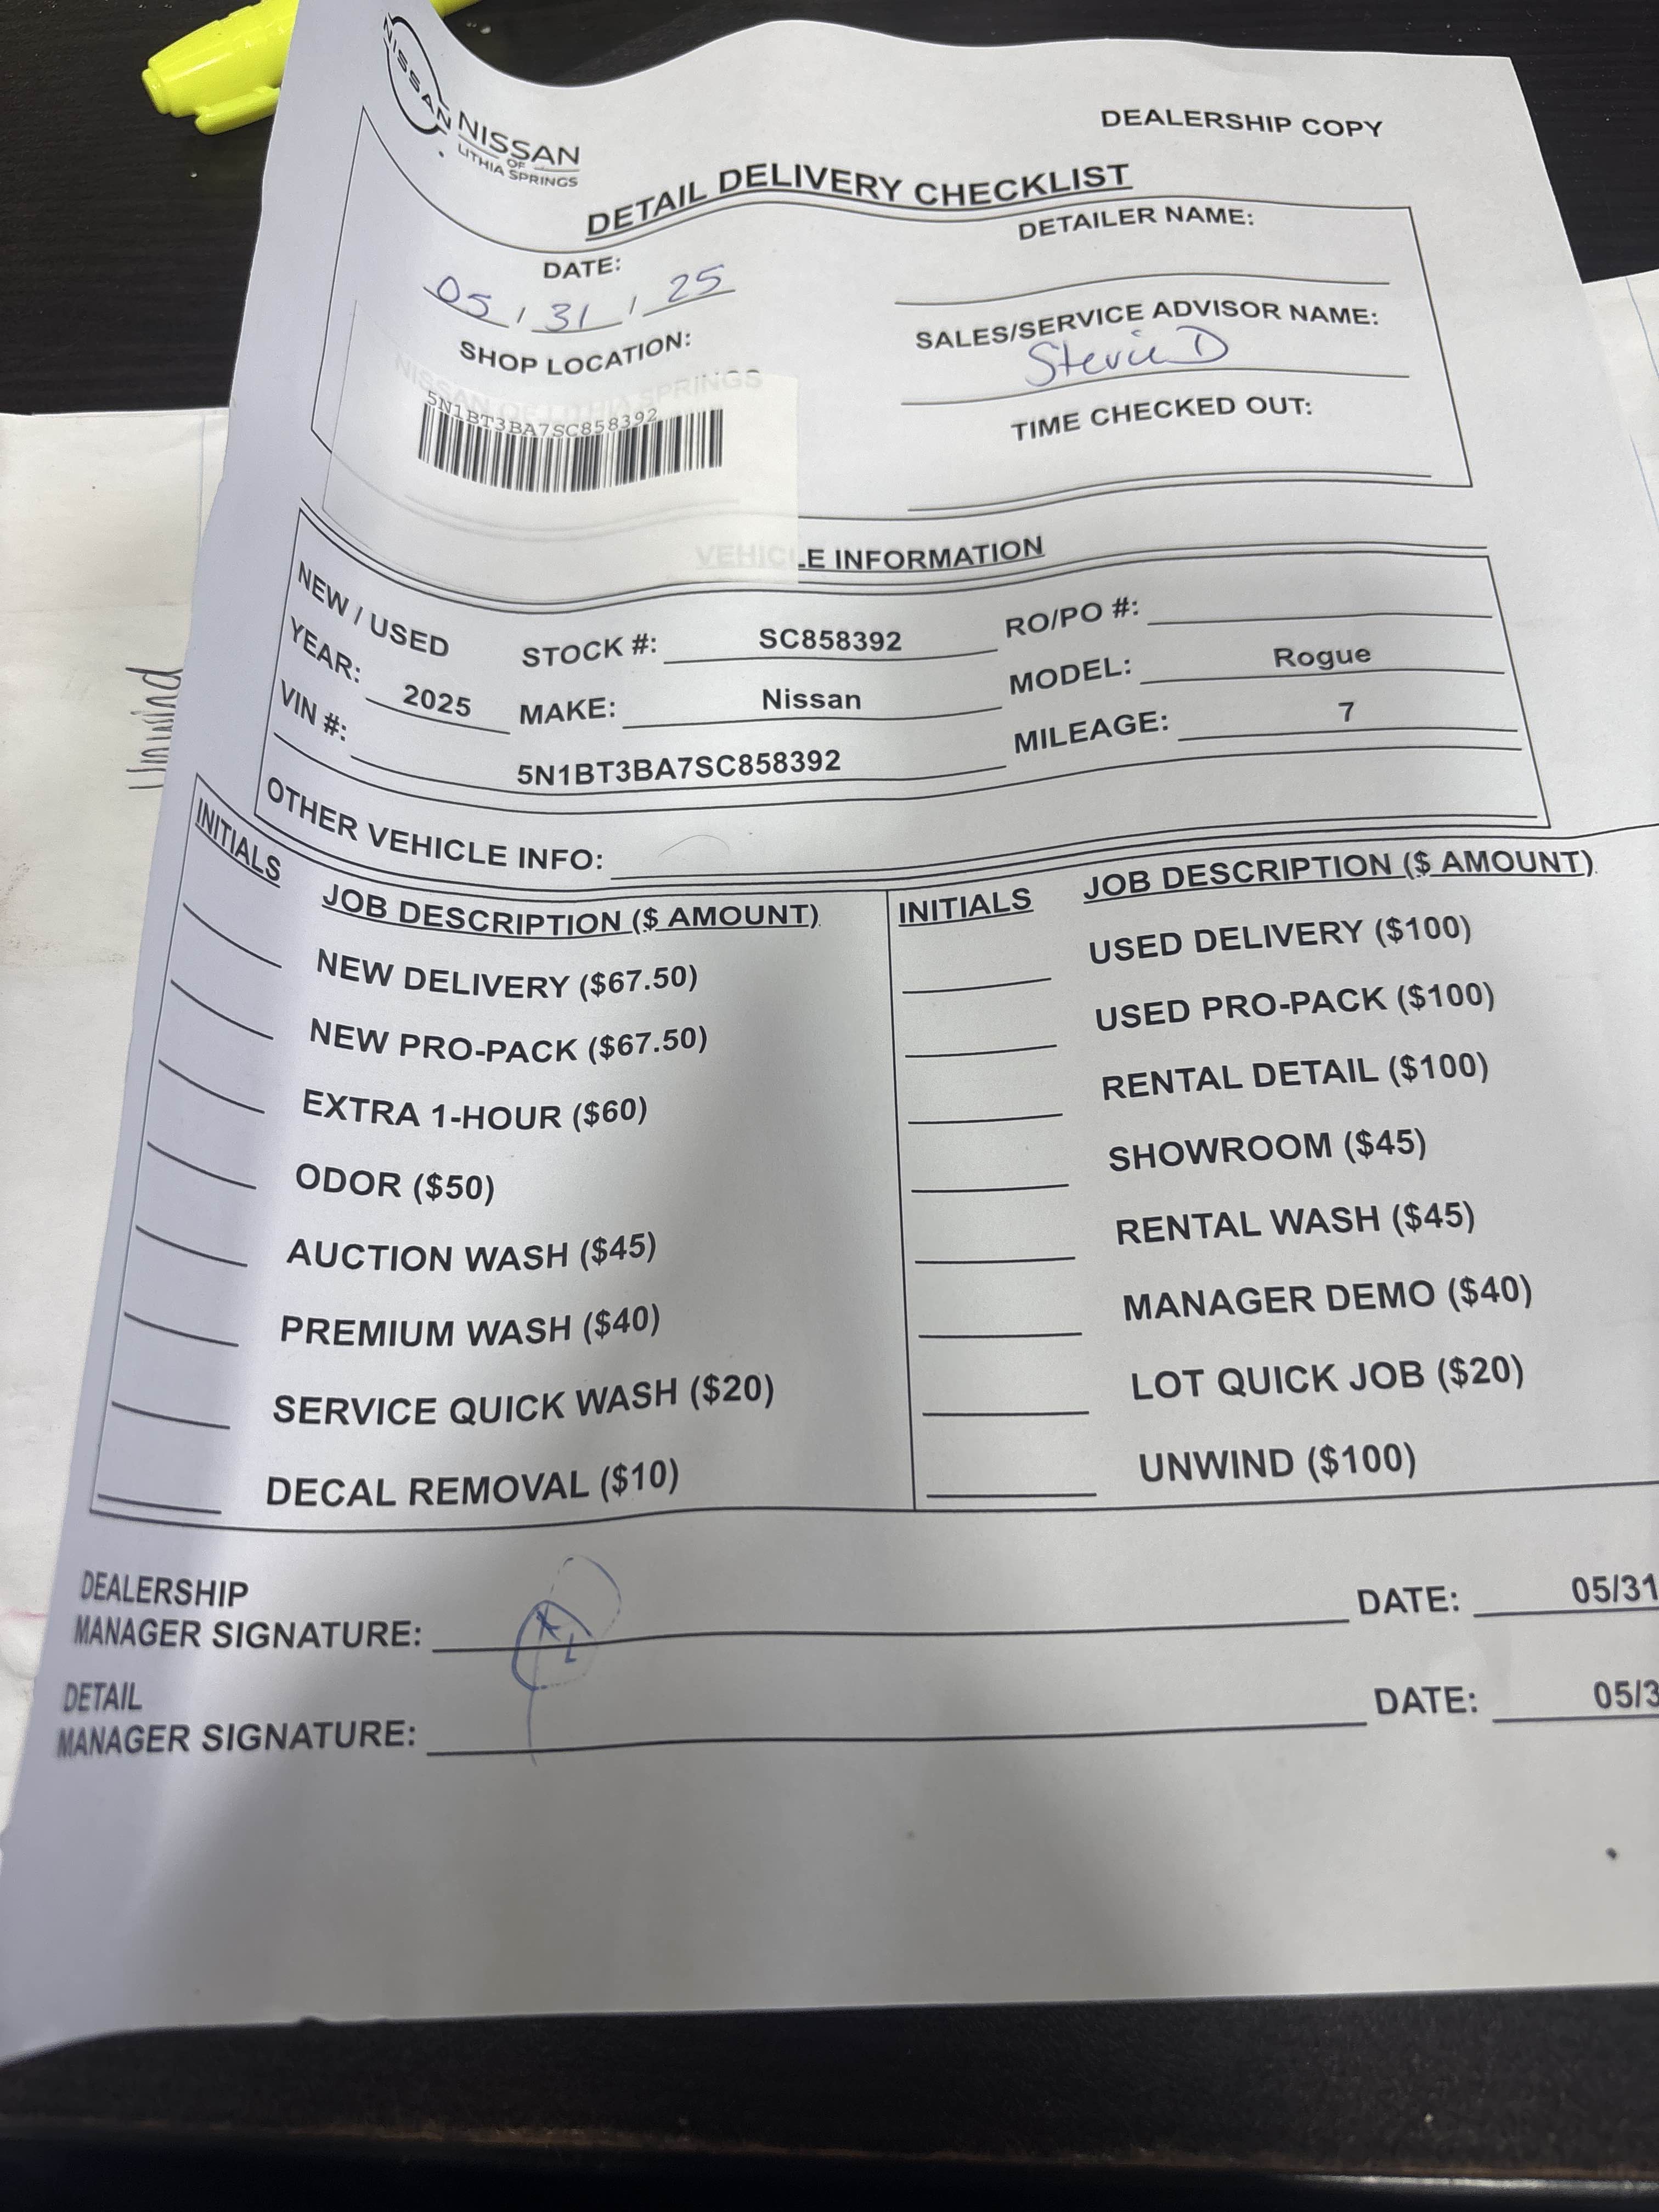 NISSAN
NISSAN
OF
LITHIA SPRINGS
DEALERSHIP COPY
DETAIL DELIVERY CHECKLIST
DATE:
05 / 31 / 25
SHOP LOCATION:
NISSAN OF LITHIA SPRINGS
5N1BT3BA7SC858392
DETAILER NAME:
SALES/SERVICE ADVISOR NAME:
Stevie D
TIME CHECKED OUT:
VEHICLE INFORMATION
NEW / USED STOCK #: SC858392 RO/PO #:
YEAR: 2025 MAKE: Nissan MODEL: Rogue
VIN #: 5N1BT3BA7SC858392 MILEAGE: 7
OTHER VEHICLE INFO:
INITIALS JOB DESCRIPTION ($ AMOUNT)
NEW DELIVERY ($67.50)
NEW PRO-PACK ($67.50)
EXTRA 1-HOUR ($60)
ODOR ($50)
AUCTION WASH ($45)
PREMIUM WASH ($40)
SERVICE QUICK WASH ($20)
DECAL REMOVAL ($10)
INITIALS JOB DESCRIPTION ($ AMOUNT)
USED DELIVERY ($100)
USED PRO-PACK ($100)
RENTAL DETAIL ($100)
SHOWROOM ($45)
RENTAL WASH ($45)
MANAGER DEMO ($40)
LOT QUICK JOB ($20)
UNWIND ($100)
DEALERSHIP
MANAGER SIGNATURE: DATE: 05/31
DETAIL
MANAGER SIGNATURE: DATE: 05/3
Unwind